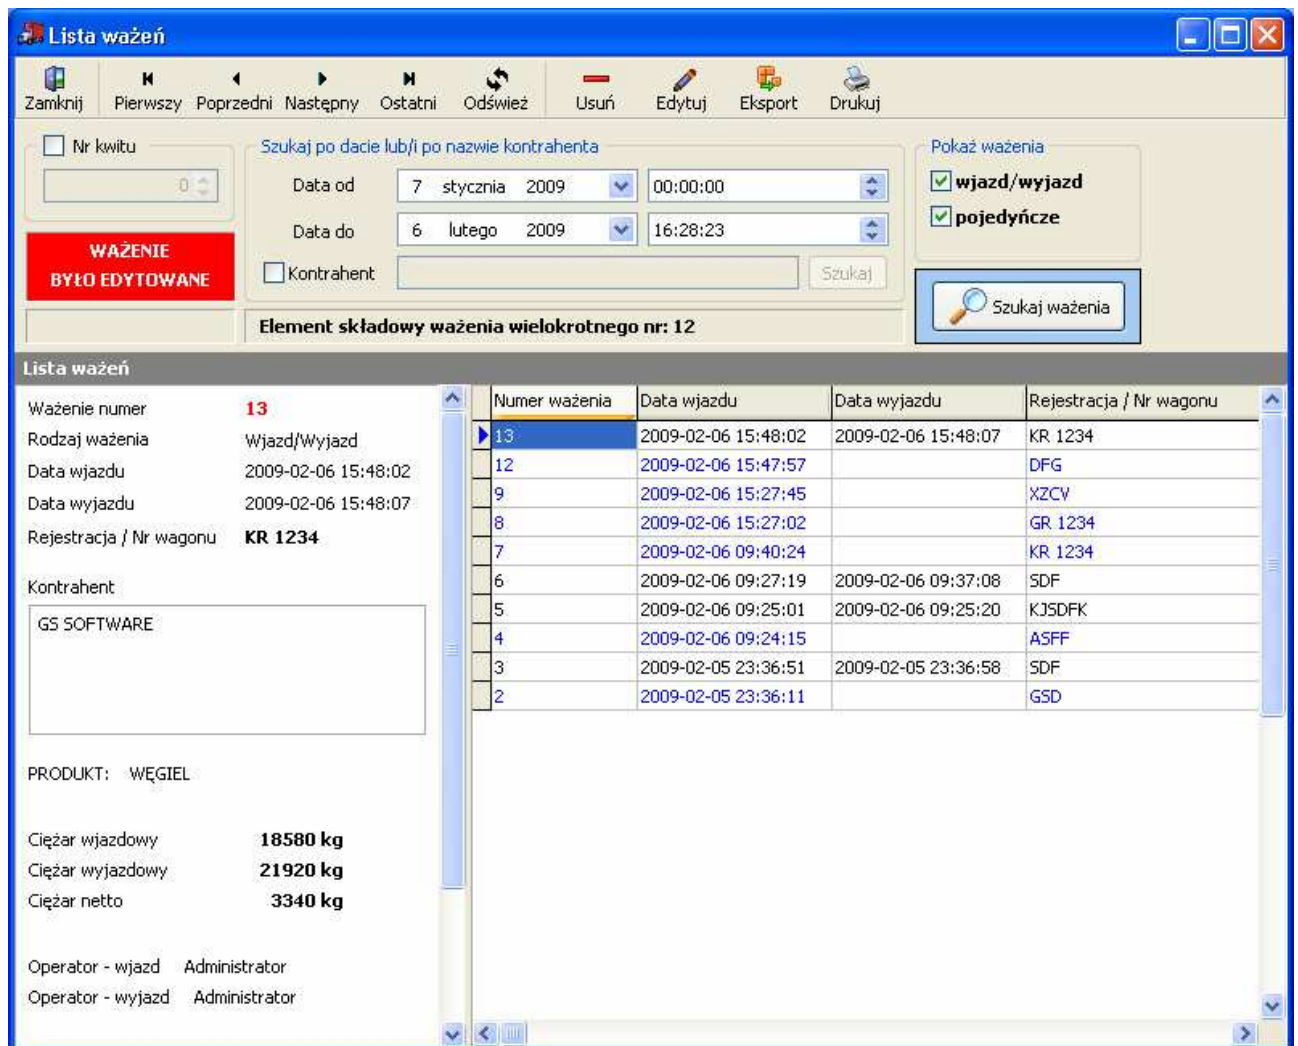 Lista ważeń
Zamknij Pierwszy Poprzedni Następny Ostatni Odśwież Usuń Edytuj Eksport Drukuj
Nr kwitu
0
WAŻENIE
BYŁO EDYTOWANE
Szukaj po dacie lub/i po nazwie kontrahenta
Data od 7 stycznia 2009 00:00:00
Data do 6 lutego 2009 16:28:23
Kontrahent Szukaj
Pokaż ważenia
wjazd/wyjazd
pojedyńcze
Szukaj ważenia
Element składowy ważenia wielokrotnego nr: 12
Lista ważeń
Ważenie numer 13
Rodzaj ważenia Wjazd/Wyjazd
Data wjazdu 2009-02-06 15:48:02
Data wyjazdu 2009-02-06 15:48:07
Rejestracja / Nr wagonu KR 1234
Kontrahent
GS SOFTWARE
PRODUKT: WĘGIEL
Ciężar wjazdowy 18580 kg
Ciężar wyjazdowy 21920 kg
Ciężar netto 3340 kg
Operator - wjazd Administrator
Operator - wyjazd Administrator
Numer ważenia Data wjazdu Data wyjazdu Rejestracja / Nr wagonu
13 2009-02-06 15:48:02 2009-02-06 15:48:07 KR 1234
12 2009-02-06 15:47:57 DFG
9 2009-02-06 15:27:45 XZCV
8 2009-02-06 15:27:02 GR 1234
7 2009-02-06 09:40:24 KR 1234
6 2009-02-06 09:27:19 2009-02-06 09:37:08 SDF
5 2009-02-06 09:25:01 2009-02-06 09:25:20 KJSDFK
4 2009-02-06 09:24:15 ASFF
3 2009-02-05 23:36:51 2009-02-05 23:36:58 SDF
2 2009-02-05 23:36:11 GSD